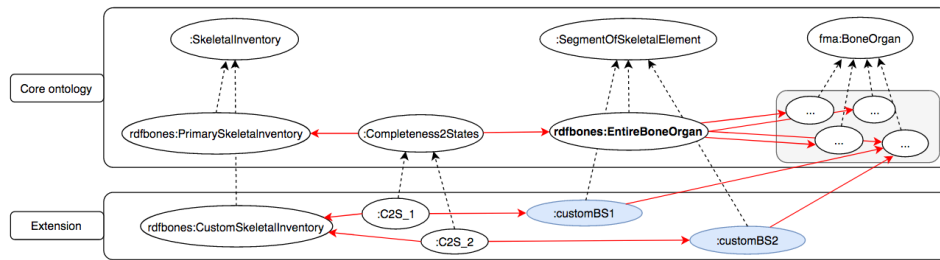 :SkeletalInventory
:SegmentOfSkeletalElement
fma:BoneOrgan
Core ontology
...
...
rdfbones:PrimarySkeletalInventory
:Completeness2States
rdfbones:EntireBoneOrgan
...
...
:C2S_1
:customBS1
Extension
rdfbones:CustomSkeletalInventory
:C2S_2
:customBS2